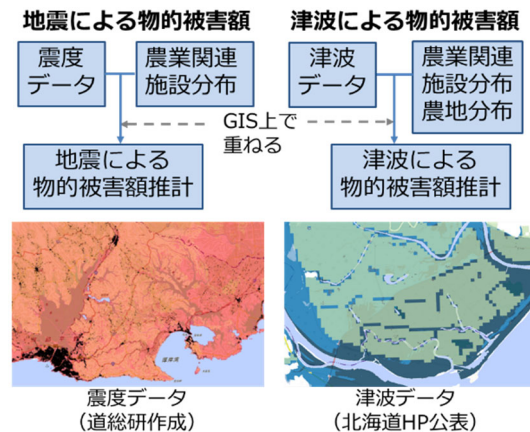 地震による物的被害額
震度
データ
農業関連
施設分布
GIS上で
重ねる
地震による
物的被害額推計
震度データ
（道総研作成）
津波による物的被害額
津波
データ
農業関連
施設分布
農地分布
津波による
物的被害額推計
津波データ
（北海道HP公表）